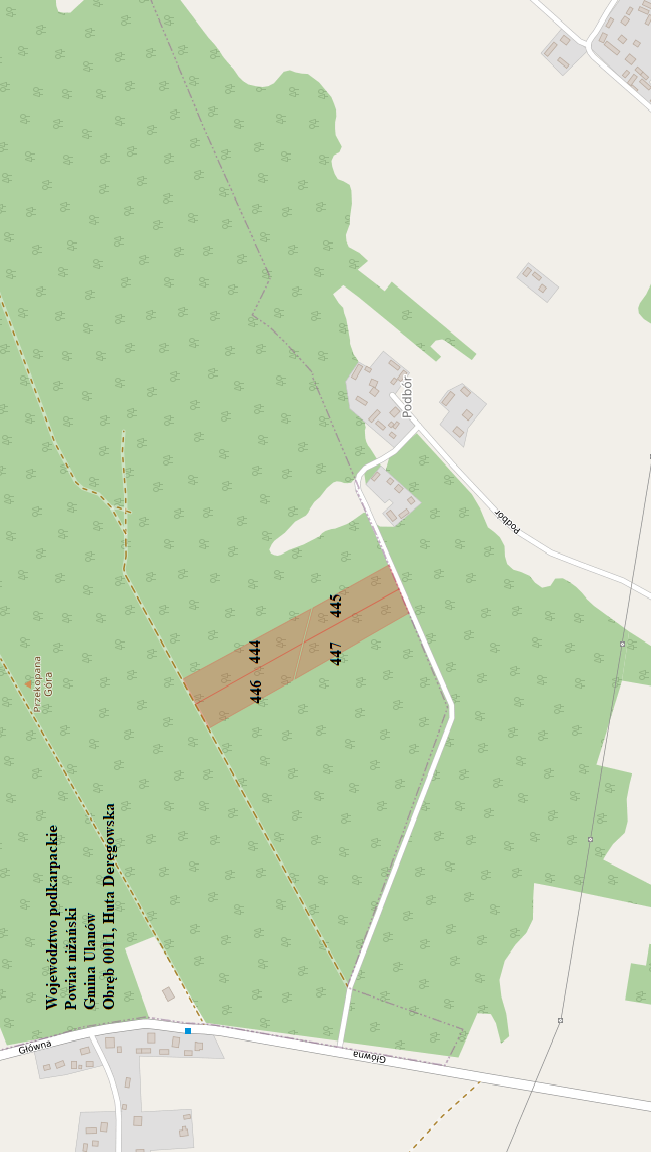 Województwo podkarpackie
Powiat niżański
Gmina Ulanów
Obręb 0011, Huta Deręgowska
Przekopana
Góra
444
445
446
447
Podbór
Podbór
Główna
Główna